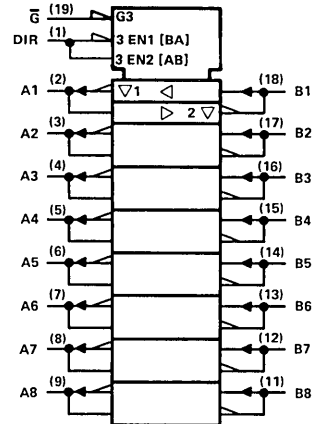 G̅ (19) G3
DIR (1) 3 EN1 [BA]
3 EN2 [AB]
A1 (2) ▽1 ◁ (18) B1
▷ 2▽
A2 (3) (17) B2
A3 (4) (16) B3
A4 (5) (15) B4
A5 (6) (14) B5
A6 (7) (13) B6
A7 (8) (12) B7
A8 (9) (11) B8